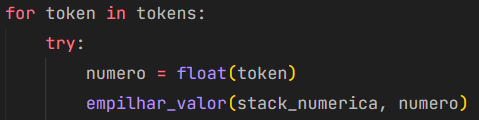 for token in tokens:
    try:
        numero = float(token)
        empilhar_valor(stack_numerica, numero)